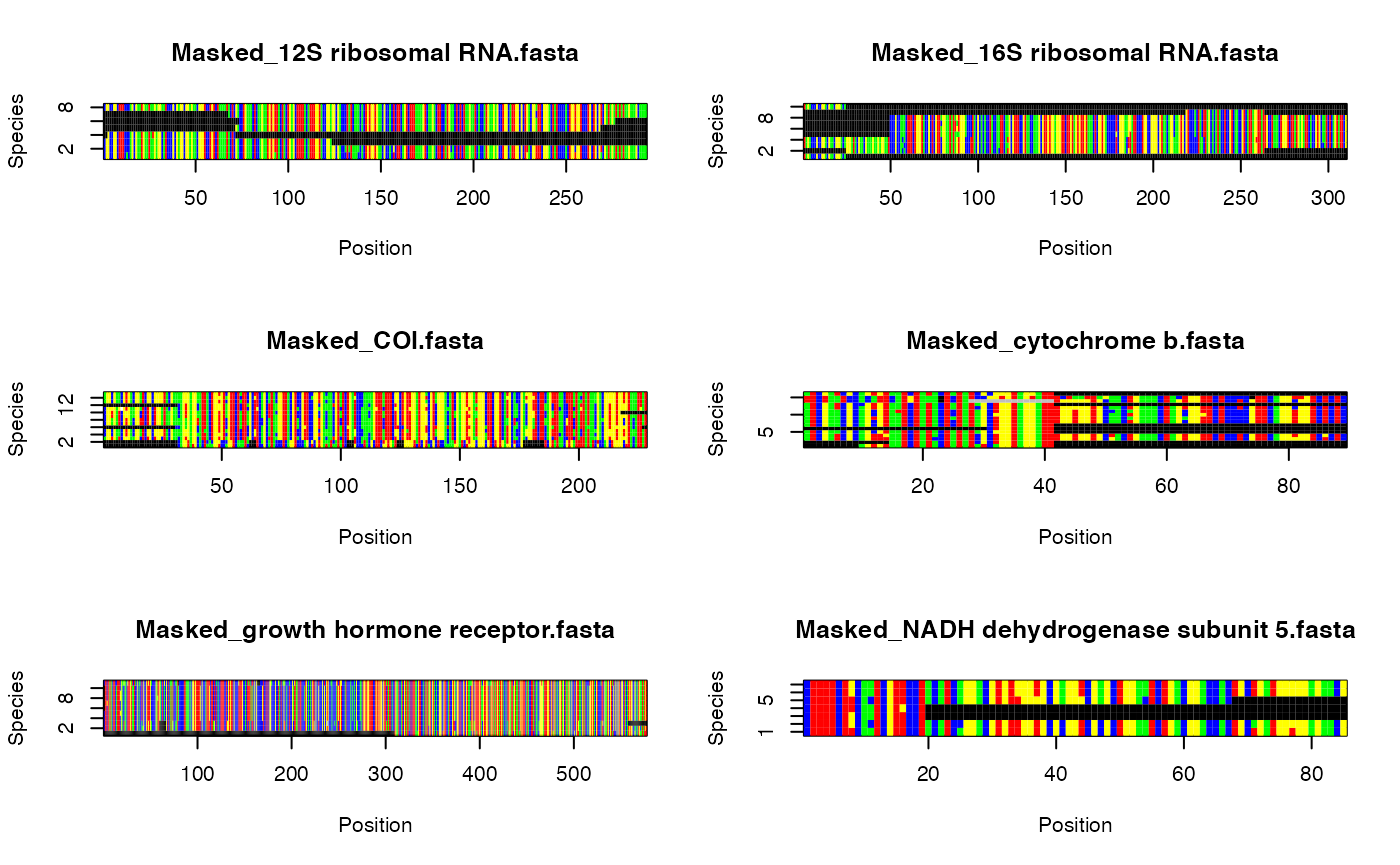 Masked_12S ribosomal RNA.fasta
Species
8
2
50 100 150 200 250
Position
Masked_16S ribosomal RNA.fasta
Species
8
2
50 100 150 200 250 300
Position
Masked_COI.fasta
Species
12
2
50 100 150 200
Position
Masked_cytochrome b.fasta
Species
5
20 40 60 80
Position
Masked_growth hormone receptor.fasta
Species
8
2
100 200 300 400 500
Position
Masked_NADH dehydrogenase subunit 5.fasta
Species
5
1
20 40 60 80
Position